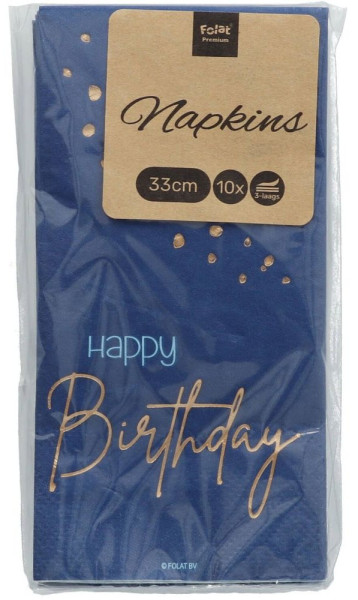 Folat
Premium
Napkins
33cm
10x
3-laags
HAPPY
Birthday
© FOLAT BV